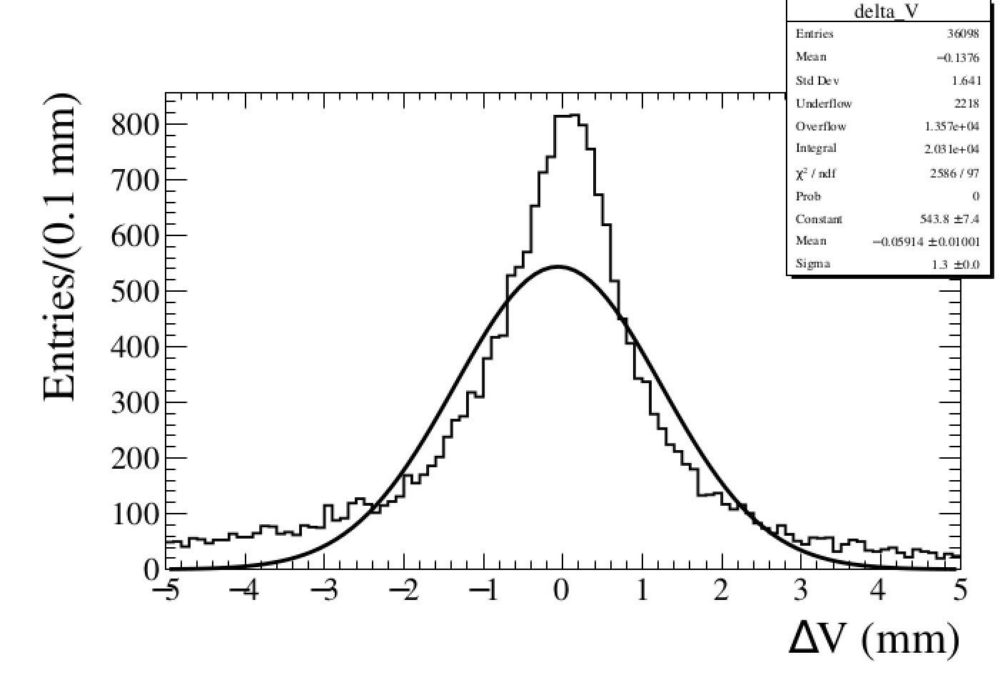 delta_V
Entries 36098
Mean −0.1376
Std Dev 1.641
Underflow 2218
Overflow 1.357e+04
Integral 2.031e+04
χ² / ndf 2586 / 97
Prob 0
Constant 543.8 ±7.4
Mean −0.05914 ±0.01001
Sigma 1.3 ±0.0
Entries/(0.1 mm)
800
700
600
500
400
300
200
100
0
−5 −4 −3 −2 −1 0 1 2 3 4 5
ΔV (mm)